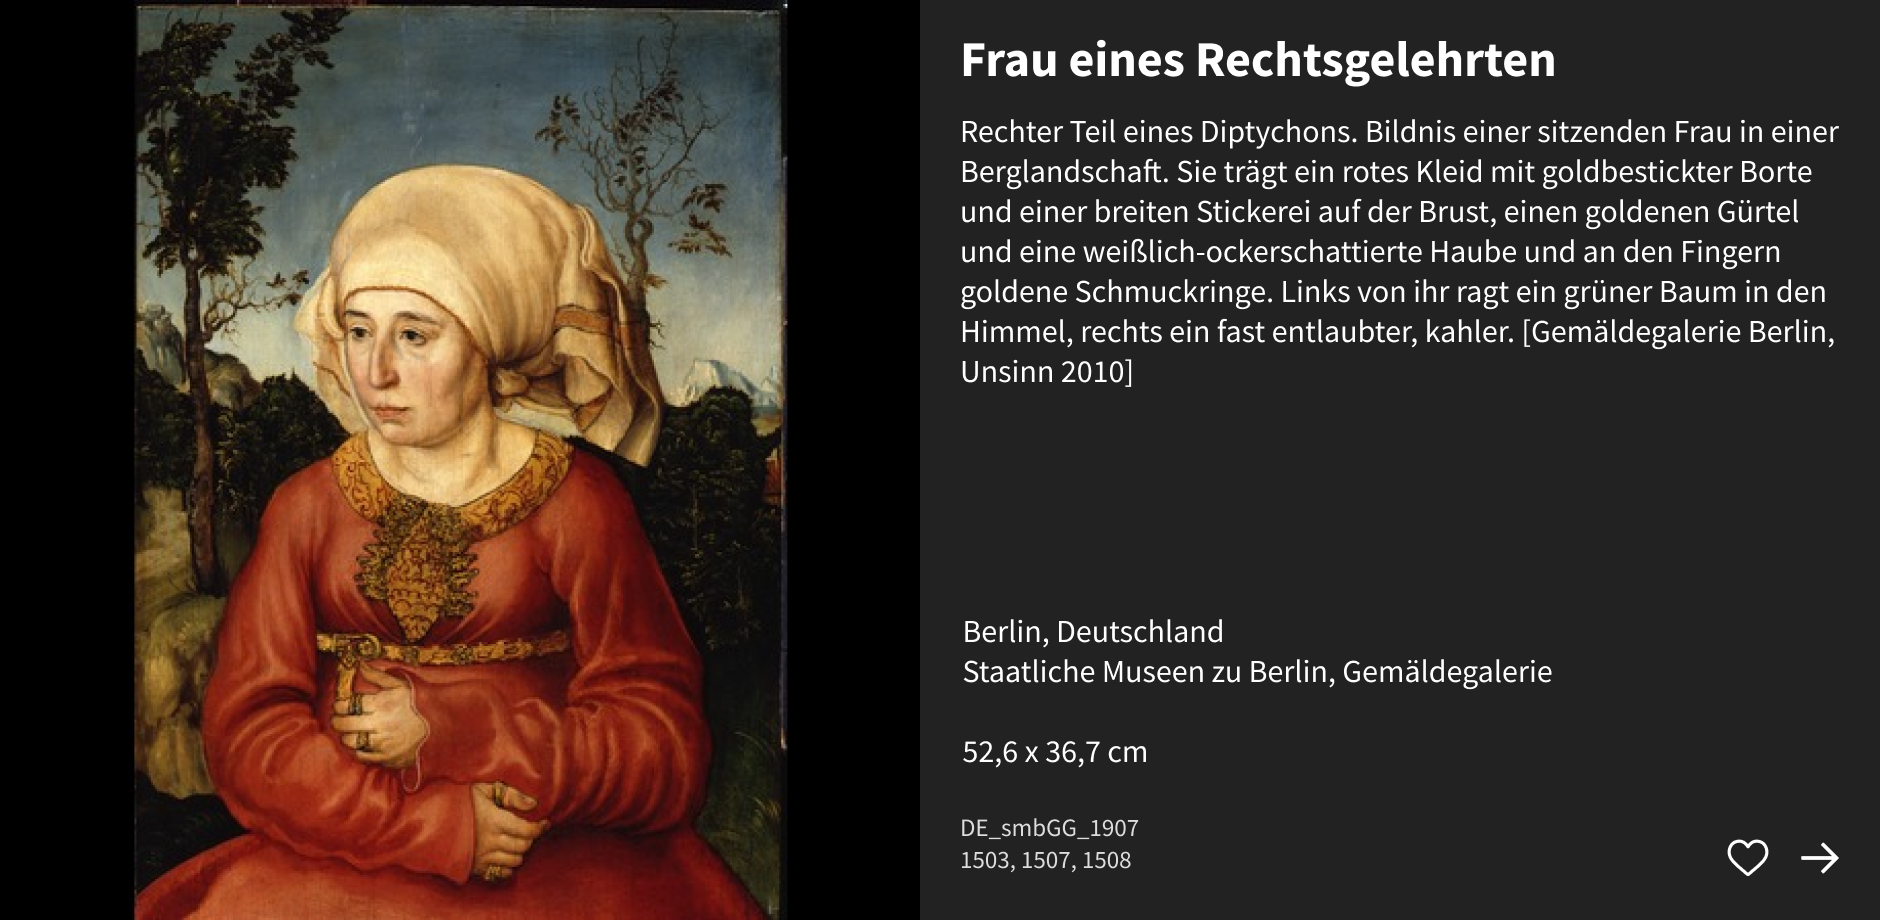 Frau eines Rechtsgelehrten
Rechter Teil eines Diptychons. Bildnis einer sitzenden Frau in einer
Berglandschaft. Sie trägt ein rotes Kleid mit goldbestickter Borte
und einer breiten Stickerei auf der Brust, einen goldenen Gürtel
und eine weißlich-ockerschattierte Haube und an den Fingern
goldene Schmuckringe. Links von ihr ragt ein grüner Baum in den
Himmel, rechts ein fast entlaubter, kahler. [Gemäldegalerie Berlin,
Unsinn 2010]
Berlin, Deutschland
Staatliche Museen zu Berlin, Gemäldegalerie
52,6 x 36,7 cm
DE_smbGG_1907
1503, 1507, 1508